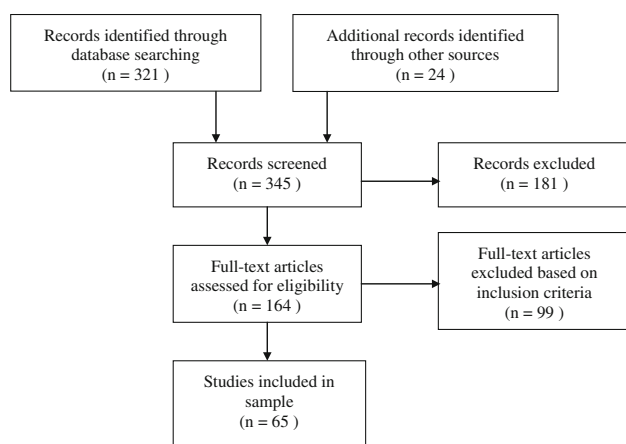 Records identified through
database searching
(n = 321 )
Additional records identified
through other sources
(n = 24 )
Records screened
(n = 345 )
Records excluded
(n = 181 )
Full-text articles
assessed for eligibility
(n = 164 )
Full-text articles
excluded based on
inclusion criteria
(n = 99 )
Studies included in
sample
(n = 65 )